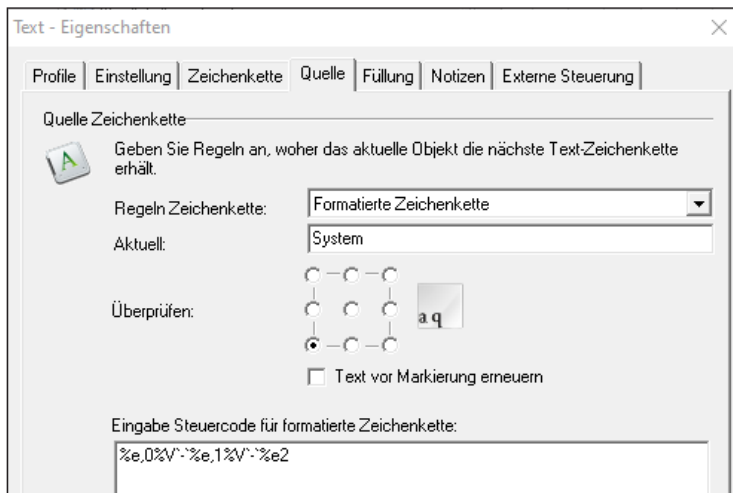 Text - Eigenschaften
Profile Einstellung Zeichenkette Quelle Füllung Notizen Externe Steuerung
Quelle Zeichenkette
A
Geben Sie Regeln an, woher das aktuelle Objekt die nächste Text-Zeichenkette
erhält.
Regeln Zeichenkette: Formatierte Zeichenkette
Aktuell: System
Überprüfen:
a q
Text vor Markierung erneuern
Eingabe Steuercode für formatierte Zeichenkette:
%e,0%V`-`%e,1%V`-`%e2